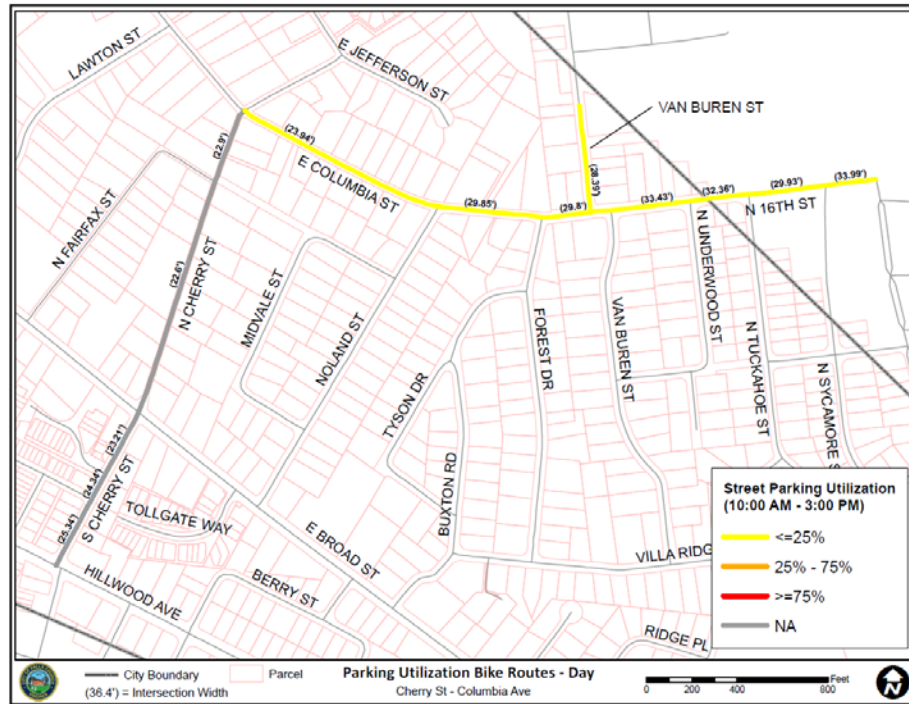 LAWTON ST
E JEFFERSON ST
VAN BUREN ST
(22.9')
(23.94')
E COLUMBIA ST
(28.39')
(29.85')
(29.8')
(33.43')
(32.36')
(29.93')
(33.99')
N 16TH ST
N FAIRFAX ST
N CHERRY ST
(22.6')
MIDVALE ST
NOLAND ST
TYSON DR
FOREST DR
VAN BUREN ST
N UNDERWOOD ST
N TUCKAHOE ST
N SYCAMORE S
(23.21')
(24.34')
(25.34')
S CHERRY ST
TOLLGATE WAY
BUXTON RD
E BROAD ST
HILLWOOD AVE
BERRY ST
VILLA RIDG
RIDGE PL
Street Parking Utilization
(10:00 AM - 3:00 PM)
<=25%
25% - 75%
>=75%
NA
City Boundary
Parcel
(36.4') = Intersection Width
Parking Utilization Bike Routes - Day
Cherry St - Columbia Ave
Feet
0 200 400 800
N